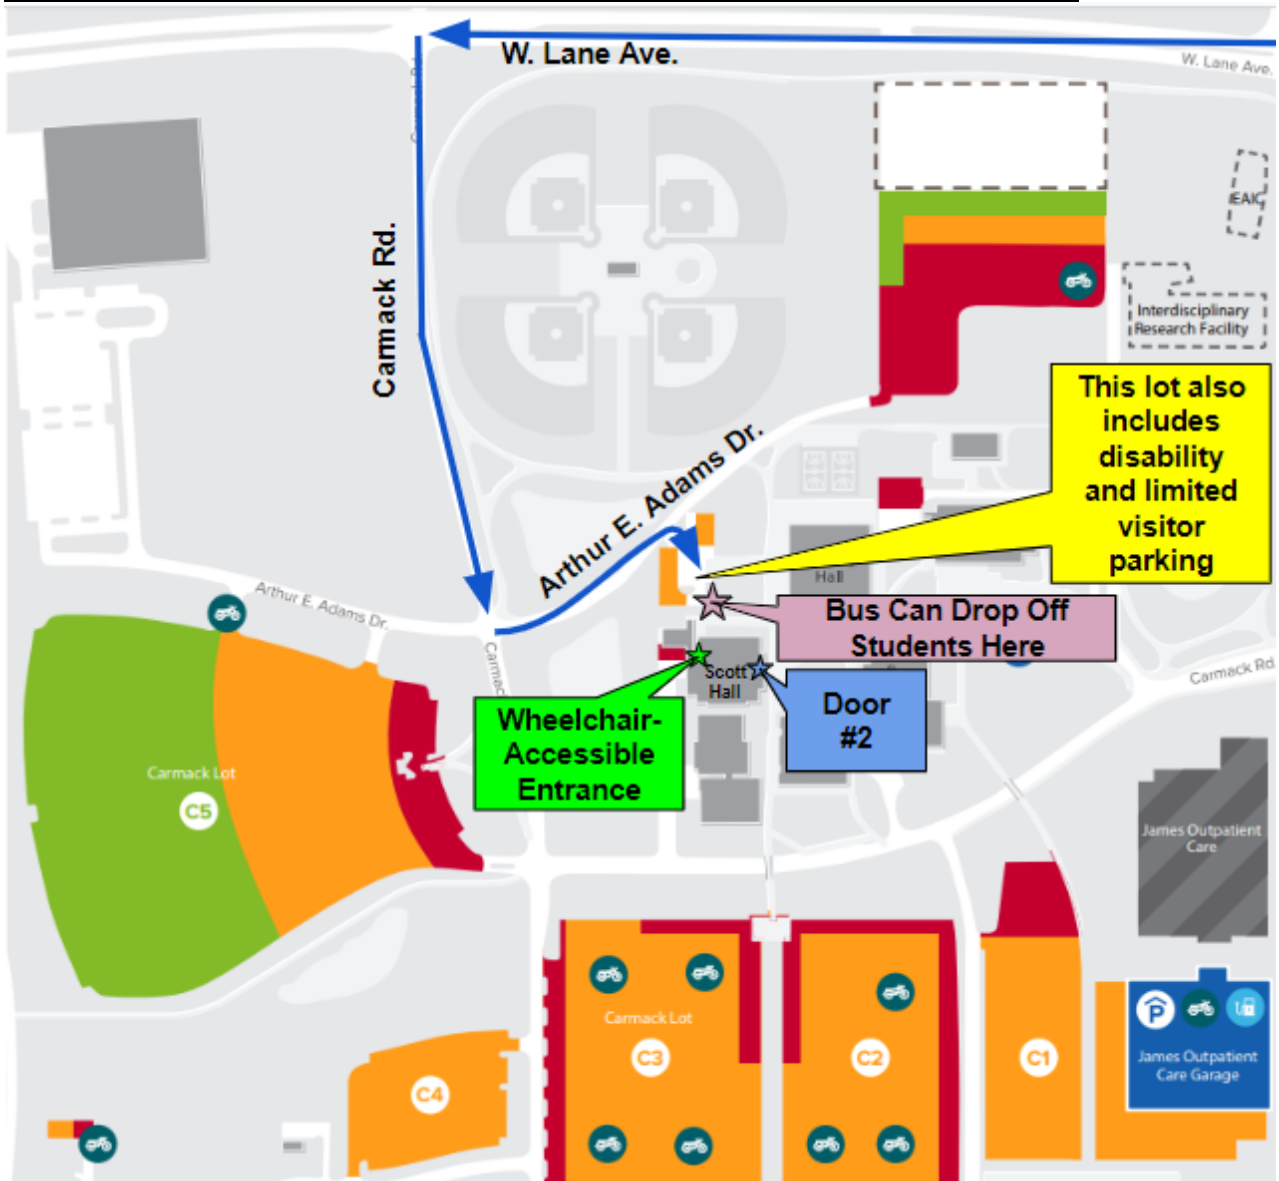 W. Lane Ave.
W. Lane Ave.
Carmack Rd.
EAIC
Interdisciplinary
Research Facility
This lot also
includes
disability
and limited
visitor
parking
Arthur E. Adams Dr.
Hall
Arthur E. Adams Dr.
Bus Can Drop Off
Students Here
Carmack Rd.
Scott
Hall
Wheelchair-
Accessible
Entrance
Door
#2
Carmack Lot
C5
James Outpatient
Care
Carmack Lot
C3
C2
C1
C4
P
James Outpatient
Care Garage